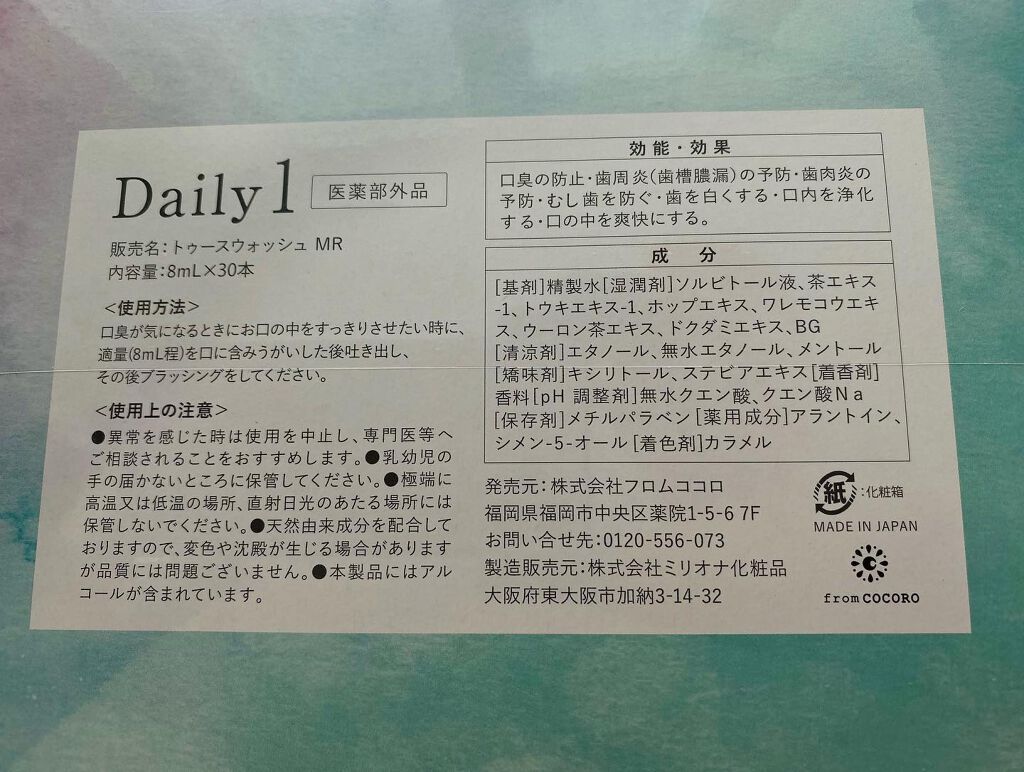 Daily 1
医薬部外品
販売名：トゥースウォッシュ MR
内容量：8mL×30本
＜使用方法＞
口臭が気になるときにお口の中をすっきりさせたい時に、
適量(8mL程)を口に含みうがいした後吐き出し、
その後ブラッシングをしてください。
＜使用上の注意＞
●異常を感じた時は使用を中止し、専門医等へ
ご相談されることをおすすめします。●乳幼児の
手の届かないところに保管してください。●極端に
高温又は低温の場所、直射日光のあたる場所には
保管しないでください。●天然由来成分を配合して
おりますので、変色や沈殿が生じる場合があります
が品質には問題ございません。●本製品にはアル
コールが含まれています。
効能・効果
口臭の防止・歯周炎(歯槽膿漏)の予防・歯肉炎の
予防・むし歯を防ぐ・歯を白くする・口内を浄化
する・口の中を爽快にする。
成分
[基剤]精製水[湿潤剤]ソルビトール液、茶エキス
-1、トウキエキス-1、ホップエキス、ワレモコウエキ
ス、ウーロン茶エキス、ドクダミエキス、BG
[清涼剤]エタノール、無水エタノール、メントール
[矯味剤]キシリトール、ステビアエキス[着香剤]
香料[pH 調整剤]無水クエン酸、クエン酸Na
[保存剤]メチルパラベン[薬用成分]アラントイン、
シメン-5-オール[着色剤]カラメル
発売元：株式会社フロムココロ
福岡県福岡市中央区薬院1-5-6 7F
お問い合せ先：0120-556-073
製造販売元：株式会社ミリオナ化粧品
大阪府東大阪市加納3-14-32
紙：化粧箱
MADE IN JAPAN
from COCORO